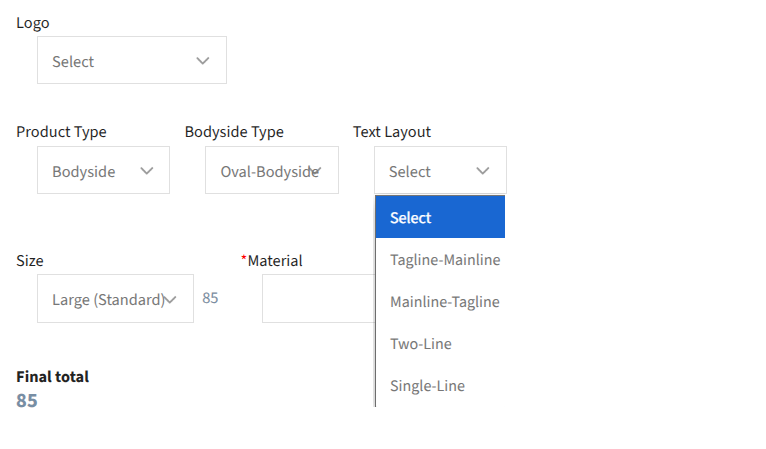 Logo
Select
Product Type Bodyside Type Text Layout
Bodyside Oval-Bodyside Select
Select
Tagline-Mainline
Mainline-Tagline
Two-Line
Single-Line
Size *Material
Large (Standard) 85
Final total
85